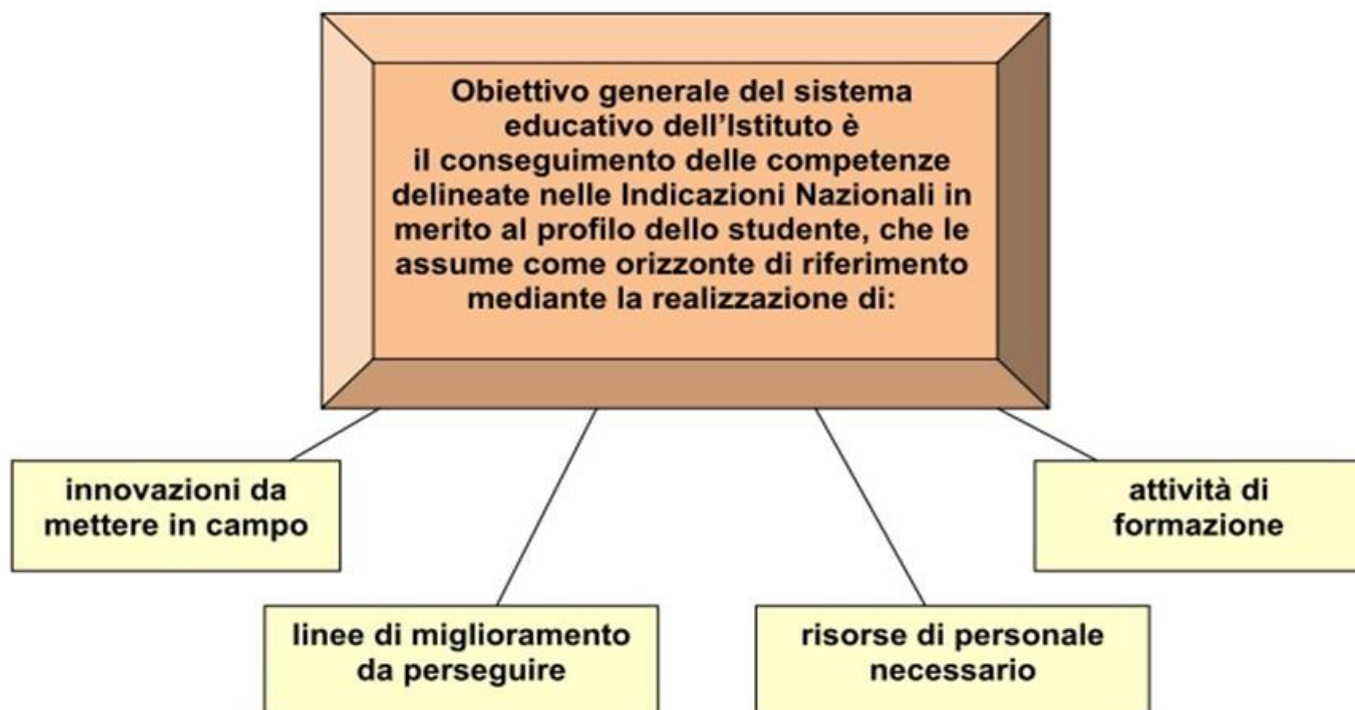 Obiettivo generale del sistema
educativo dell’Istituto è
il conseguimento delle competenze
delineate nelle Indicazioni Nazionali in
merito al profilo dello studente, che le
assume come orizzonte di riferimento
mediante la realizzazione di:
innovazioni da
mettere in campo
attività di
formazione
linee di miglioramento
da perseguire
risorse di personale
necessario